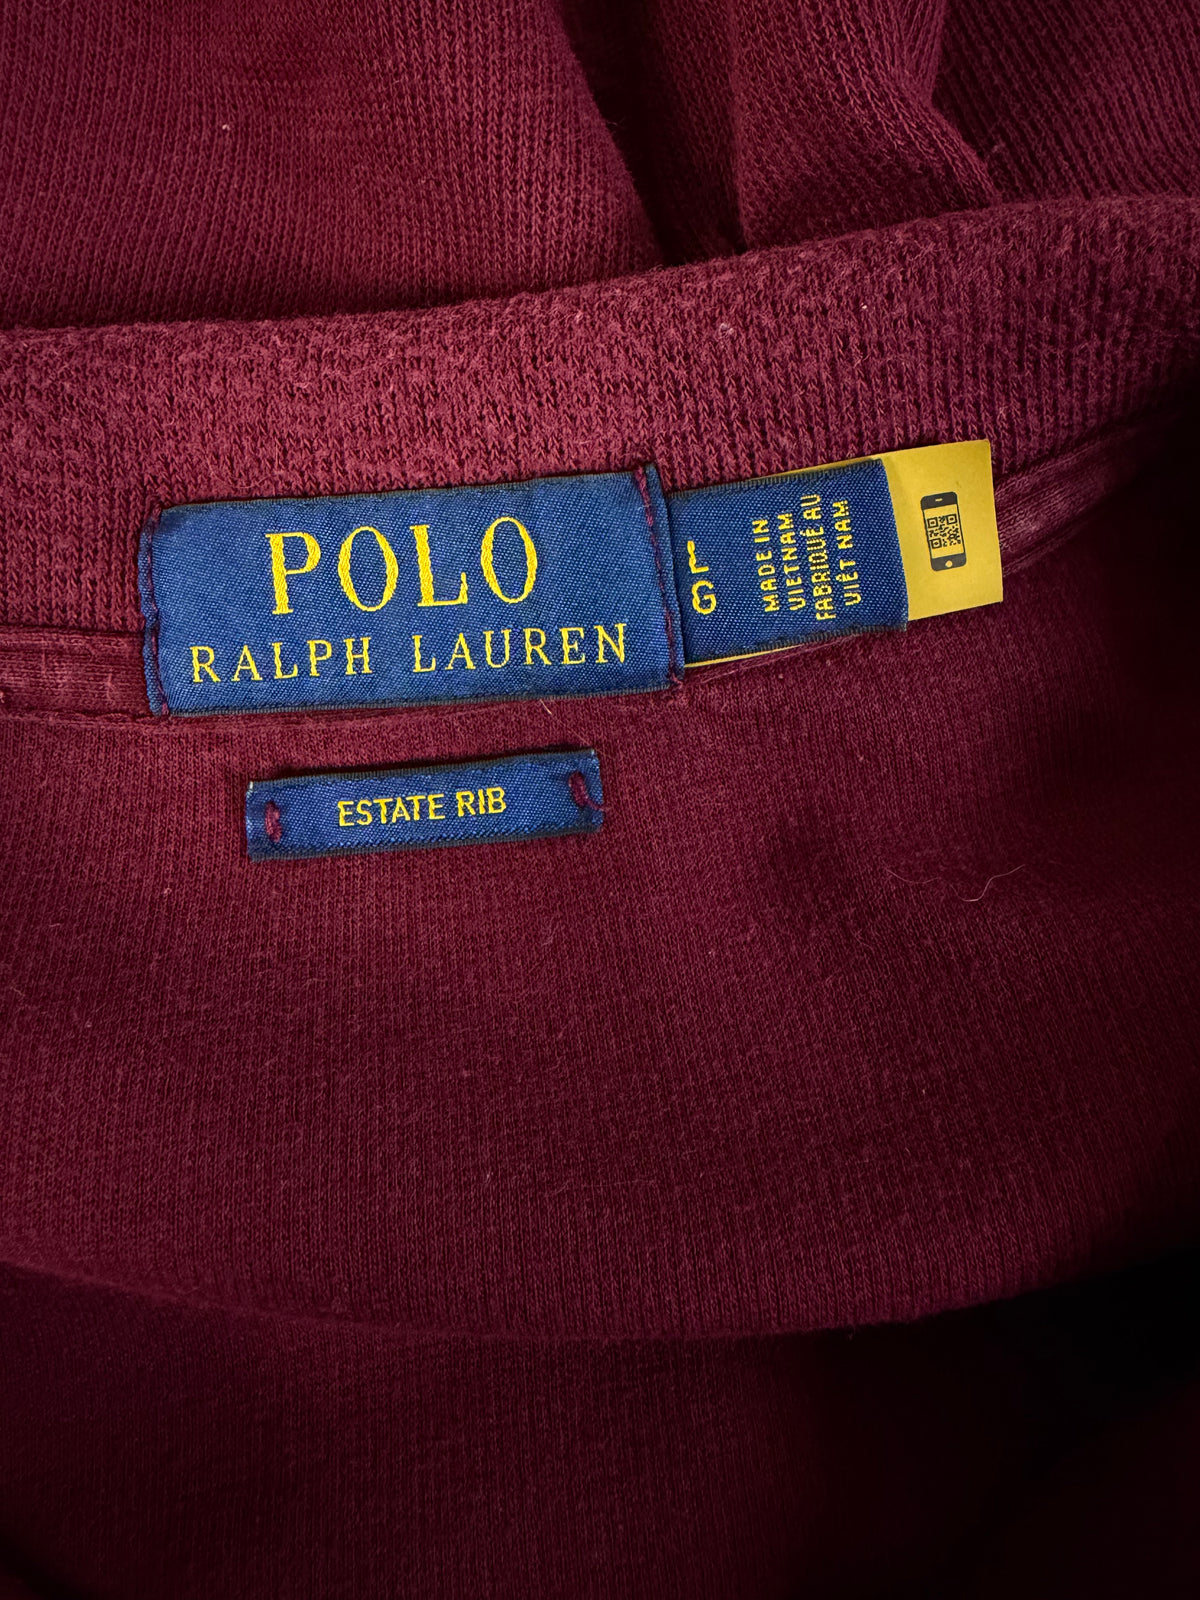 POLO
RALPH LAUREN
L
G
MADE IN
VIETNAM
FABRIQUÉ AU
VIÊT NAM
ESTATE RIB